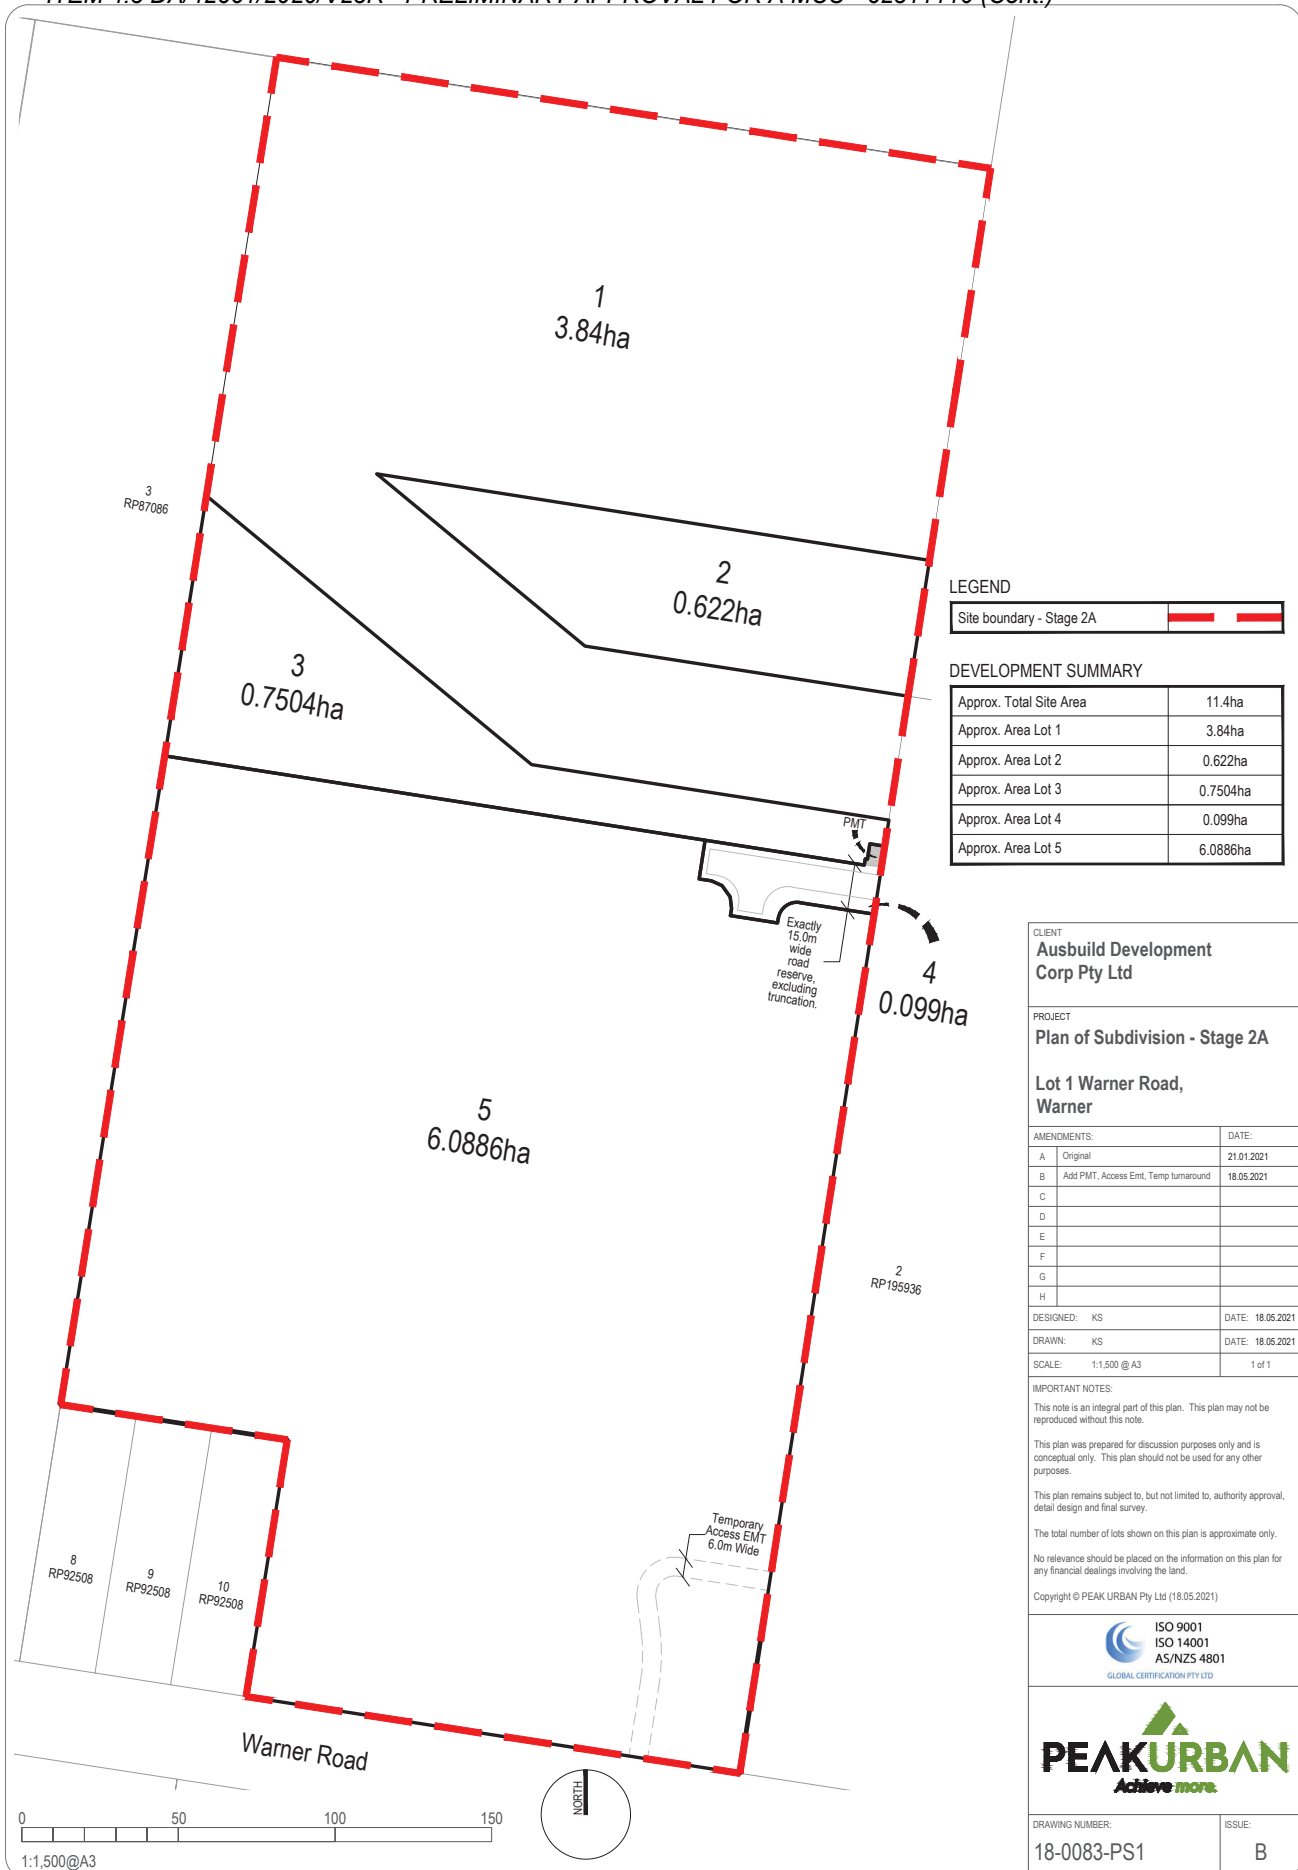 1
3.84ha
3
RP87086
2
0.622ha
3
0.7504ha
PMT
Exactly
15.0m
wide
road
reserve,
excluding
truncation.
4
0.099ha
5
6.0886ha
2
RP195936
Temporary
Access EMT
6.0m Wide
8
RP92508
9
RP92508
10
RP92508
Warner Road
NORTH
0 50 100 150
1:1,500@A3
LEGEND
Site boundary - Stage 2A
DEVELOPMENT SUMMARY
Approx. Total Site Area 11.4ha
Approx. Area Lot 1 3.84ha
Approx. Area Lot 2 0.622ha
Approx. Area Lot 3 0.7504ha
Approx. Area Lot 4 0.099ha
Approx. Area Lot 5 6.0886ha
CLIENT
Ausbuild Development
Corp Pty Ltd
PROJECT
Plan of Subdivision - Stage 2A
Lot 1 Warner Road,
Warner
AMENDMENTS: DATE:
A Original 21.01.2021
B Add PMT, Access Emt, Temp turnaround 18.05.2021
C
D
E
F
G
H
DESIGNED: KS DATE: 18.05.2021
DRAWN: KS DATE: 18.05.2021
SCALE: 1:1,500 @ A3 1 of 1
IMPORTANT NOTES:
This note is an integral part of this plan. This plan may not be
reproduced without this note.
This plan was prepared for discussion purposes only and is
conceptual only. This plan should not be used for any other
purposes.
This plan remains subject to, but not limited to, authority approval,
detail design and final survey.
The total number of lots shown on this plan is approximate only.
No relevance should be placed on the information on this plan for
any financial dealings involving the land.
Copyright © PEAK URBAN Pty Ltd (18.05.2021)
ISO 9001
ISO 14001
AS/NZS 4801
GLOBAL CERTIFICATION PTY LTD
PEAKURBAN
Achieve more.
DRAWING NUMBER: ISSUE:
18-0083-PS1 B